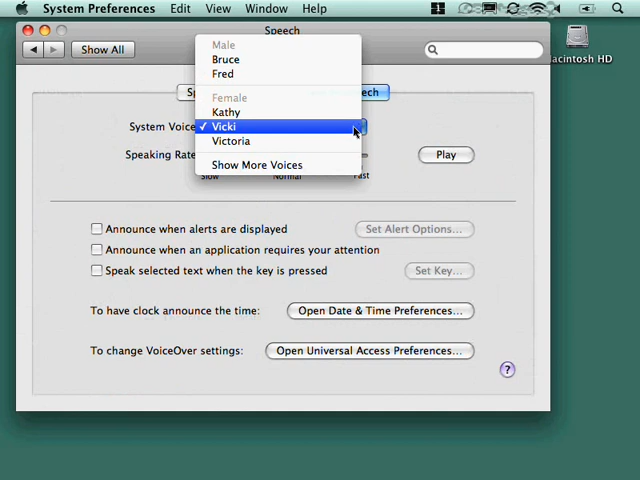 System Preferences Edit View Window Help
Speech
Show All
acintosh HD
Male
Bruce
Fred
Female
Kathy
System Voice
✓ Vicki
Victoria
Speaking Rate
Play
Show More Voices
Slow Normal Fast
Announce when alerts are displayed Set Alert Options...
Announce when an application requires your attention
Speak selected text when the key is pressed Set Key...
To have clock announce the time: Open Date & Time Preferences...
To change VoiceOver settings: Open Universal Access Preferences...
?